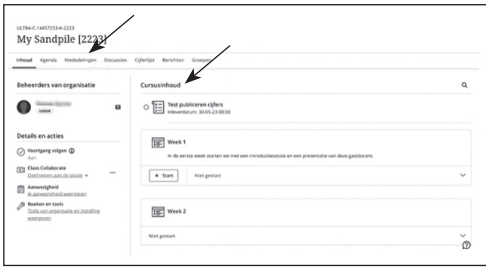 ULTRA-C-14457253-K-2223
My Sandpile [2223]
Inhoud Agenda Mededelingen Discussies Cijferlijst Berichten Groepen
Beheerders van organisatie
LEIDER
Details en acties
Voortgang volgen
Aan
Class Collaborate
Deelnemen aan de sessie
Aanwezigheid
Je aanwezigheid weergeven
Boeken en tools
Tools van organisatie en instelling
weergeven
Cursusinhoud
Test publiceren cijfers
Inleverdatum: 30-05-23 00:00
Week 1
In de eerste week starten we met een introductiesessie en een presentatie van deze gastdocent.
+ Start Niet gestart
Week 2
Niet gestart